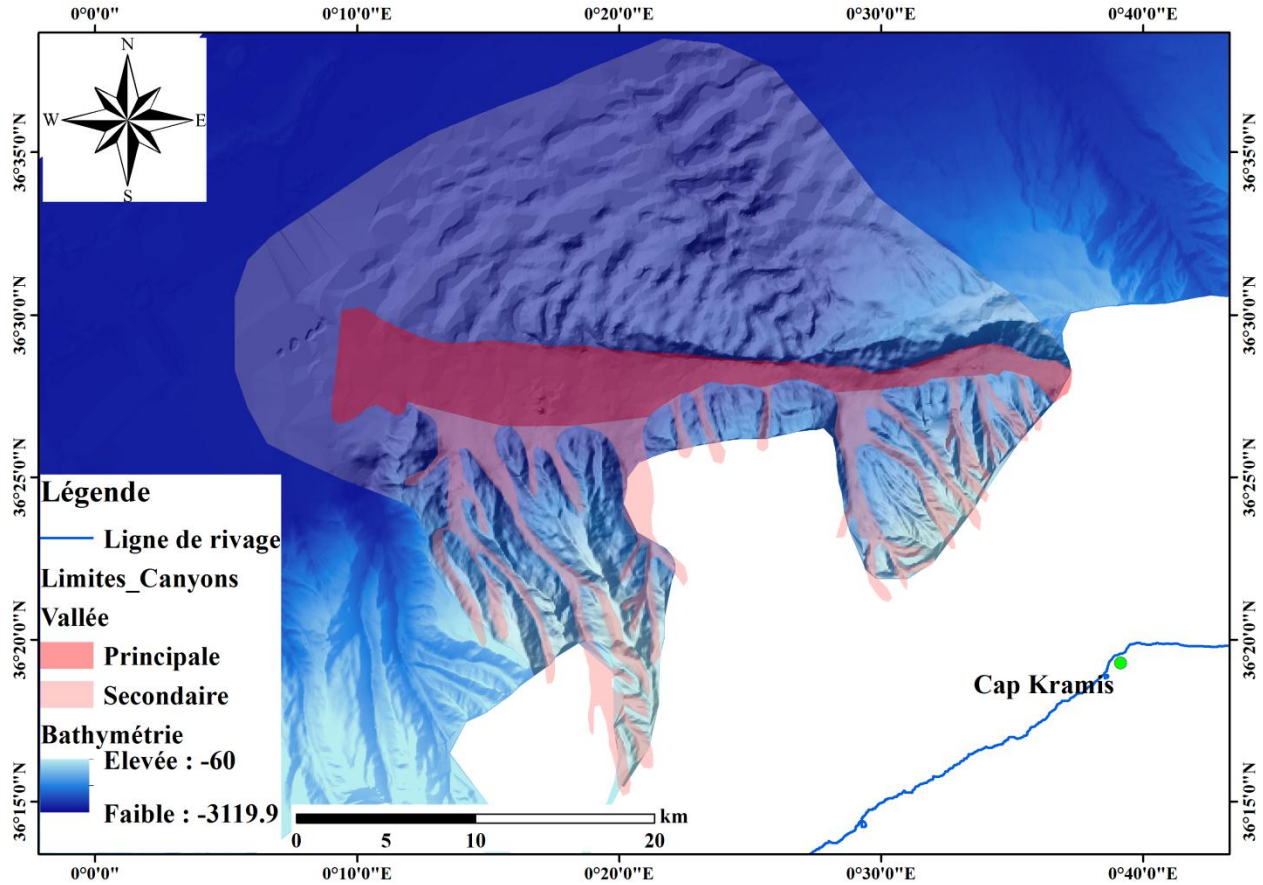 0°0'0"
0°10'0"E
0°20'0"E
0°30'0"E
0°40'0"E
N
W
E
S
36°35'0"N
36°30'0"N
36°25'0"N
36°20'0"N
36°15'0"N
36°35'0"N
36°30'0"N
36°25'0"N
36°20'0"N
36°15'0"N
Légende
Ligne de rivage
Limites_Canyons
Vallée
Principale
Secondaire
Bathymétrie
Elevée : -60
Faible : -3119.9
Cap Kramis
km
0 5 10 20
0°0'0"
0°10'0"E
0°20'0"E
0°30'0"E
0°40'0"E